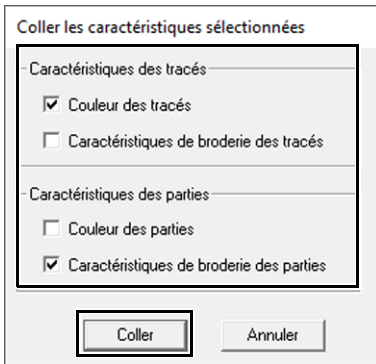 Coller les caractéristiques sélectionnées
Caractéristiques des tracés
Couleur des tracés
Caractéristiques de broderie des tracés
Caractéristiques des parties
Couleur des parties
Caractéristiques de broderie des parties
Coller
Annuler